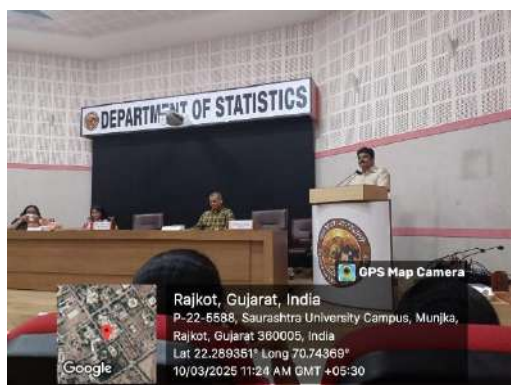 DEPARTMENT OF STATISTICS
GPS Map Camera
Rajkot, Gujarat, India
P-22-5588, Saurashtra University Campus, Munjka,
Rajkot, Gujarat 360005, India
Lat 22.289351° Long 70.74369°
10/03/2025 11:24 AM GMT +05:30
Google